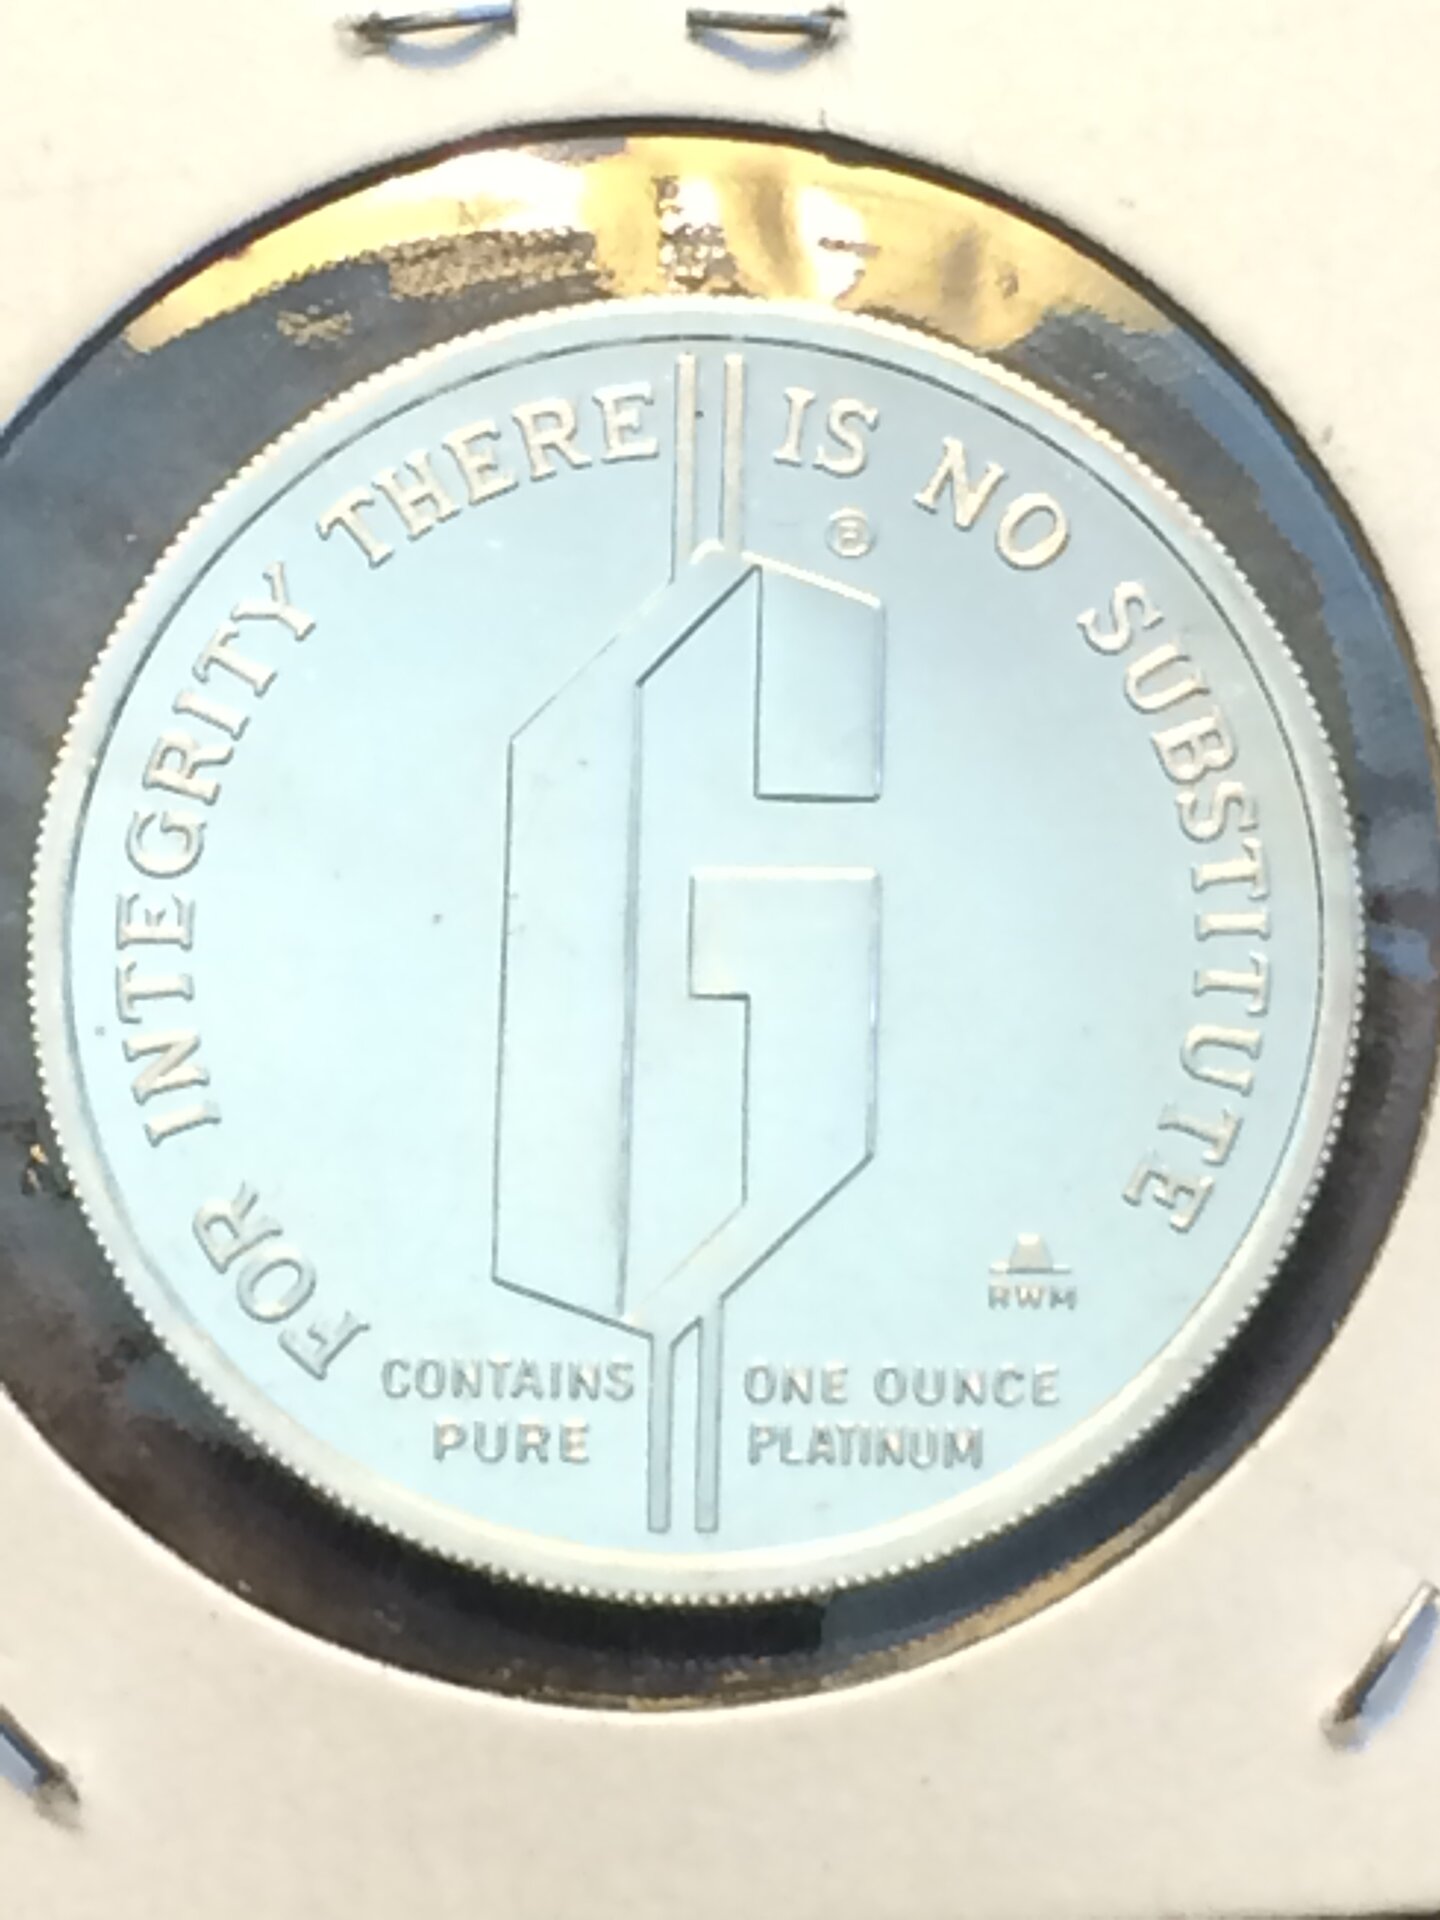 FOR INTEGRITY THERE IS NO SUBSTITUTE
®
G
RWM
CONTAINS ONE OUNCE
PURE PLATINUM